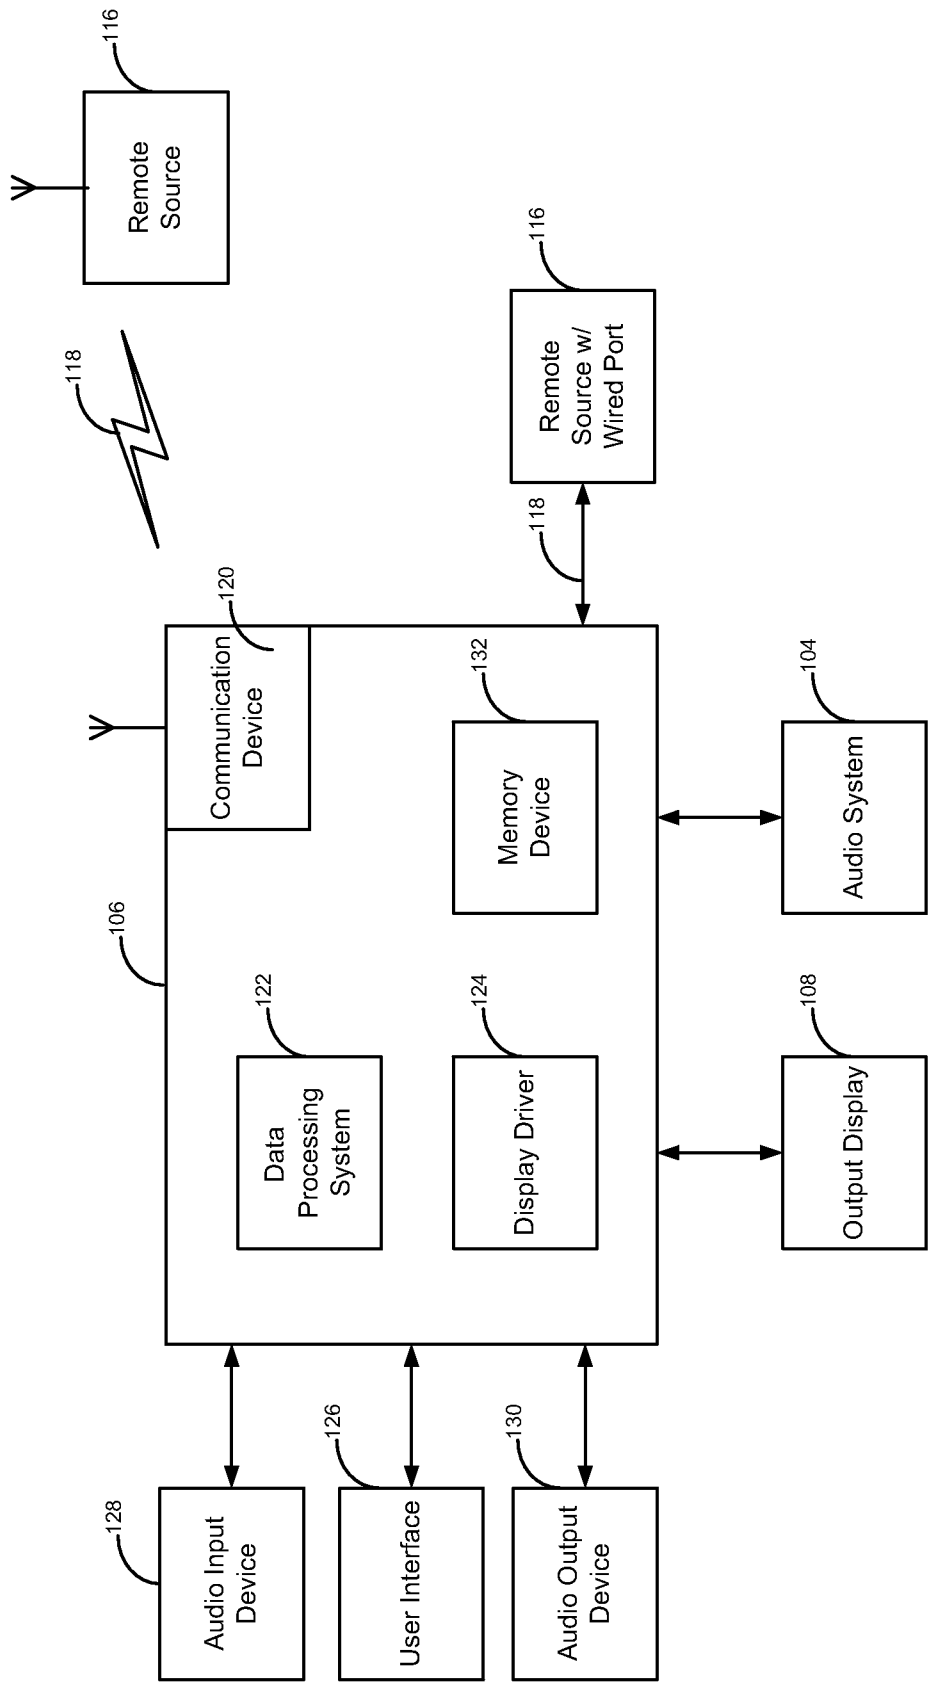 116
Remote
Source
118
116
Remote
Source w/
Wired Port
118
120
Communication
Device
106
132
Memory
Device
122
Data
Processing
System
124
Display Driver
104
Audio System
108
Output Display
128
Audio Input
Device
126
User Interface
130
Audio Output
Device